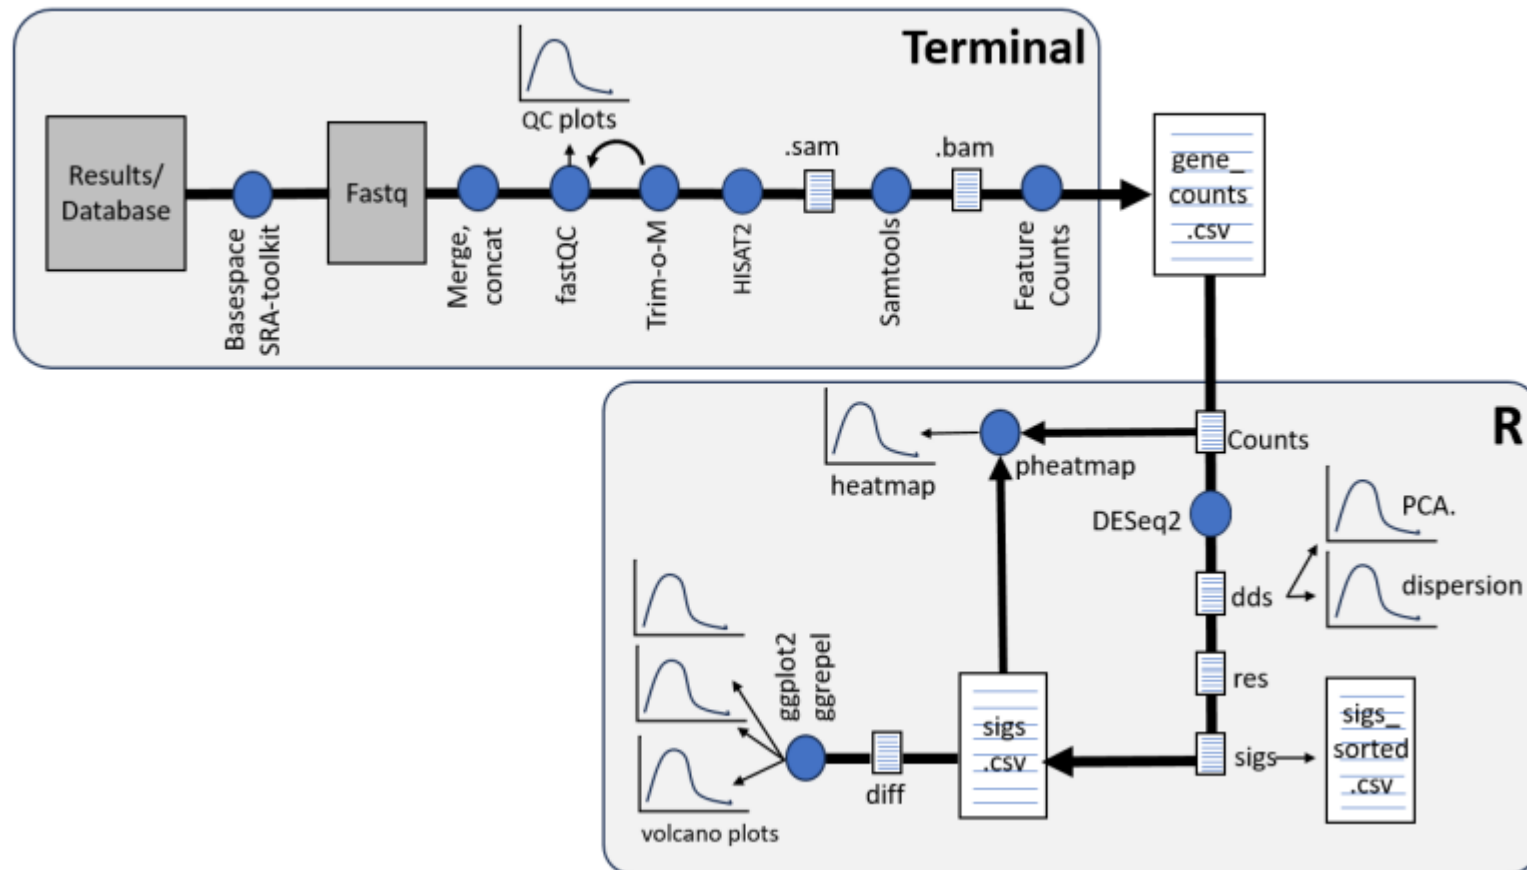 Terminal
QC plots
Results/
Database
Basespace
SRA-toolkit
Fastq
Merge,
concat
fastQC
Trim-o-M
HISAT2
.sam
Samtools
.bam
Feature
Counts
gene_
counts
.csv
R
Counts
pheatmap
heatmap
DESeq2
PCA.
dispersion
dds
res
sigs
sigs_
sorted
.csv
sigs
.csv
diff
ggplot2
ggrepel
volcano plots